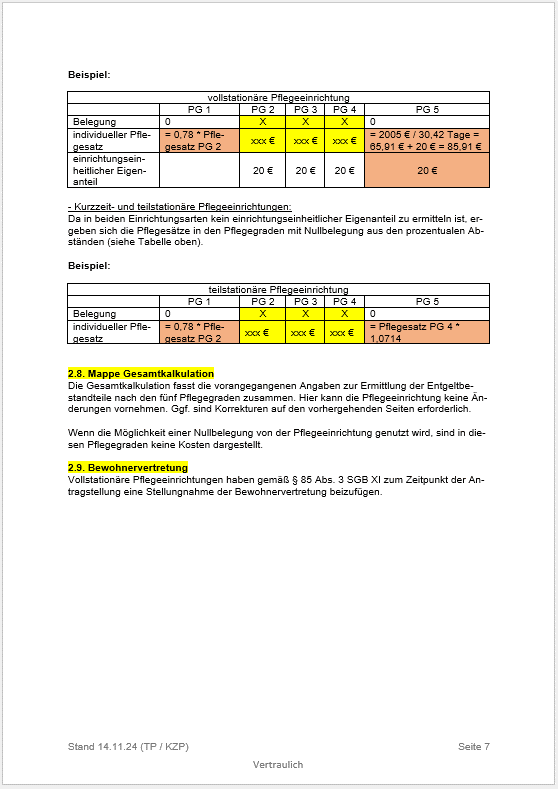 Beispiel:
vollstationäre Pflegeeinrichtung
PG 1 PG 2 PG 3 PG 4 PG 5
Belegung 0 X X X 0
individueller Pfle- = 0,78 * Pfle- xxx € xxx € xxx € = 2005 € / 30,42 Tage =
gesatz gesatz PG 2 65,91 € + 20 € = 85,91 €
einrichtungsein-
heitlicher Eigen- 20 € 20 € 20 € 20 €
anteil
- Kurzzeit- und teilstationäre Pflegeeinrichtungen:
Da in beiden Einrichtungsarten kein einrichtungseinheitlicher Eigenanteil zu ermitteln ist, er-
geben sich die Pflegesätze in den Pflegegraden mit Nullbelegung aus den prozentualen Ab-
ständen (siehe Tabelle oben).
Beispiel:
teilstationäre Pflegeeinrichtung
PG 1 PG 2 PG 3 PG 4 PG 5
Belegung 0 X X X 0
individueller Pfle- = 0,78 * Pfle- xxx € xxx € xxx € = Pflegesatz PG 4 *
gesatz gesatz PG 2 1,0714
2.8. Mappe Gesamtkalkulation
Die Gesamtkalkulation fasst die vorangegangenen Angaben zur Ermittlung der Entgeltbe-
standteile nach den fünf Pflegegraden zusammen. Hier kann die Pflegeeinrichtung keine Än-
derungen vornehmen. Ggf. sind Korrekturen auf den vorhergehenden Seiten erforderlich.
Wenn die Möglichkeit einer Nullbelegung von der Pflegeeinrichtung genutzt wird, sind in die-
sen Pflegegraden keine Kosten dargestellt.
2.9. Bewohnervertretung
Vollstationäre Pflegeeinrichtungen haben gemäß § 85 Abs. 3 SGB XI zum Zeitpunkt der An-
tragstellung eine Stellungnahme der Bewohnervertretung beizufügen.
Stand 14.11.24 (TP / KZP) Seite 7
Vertraulich